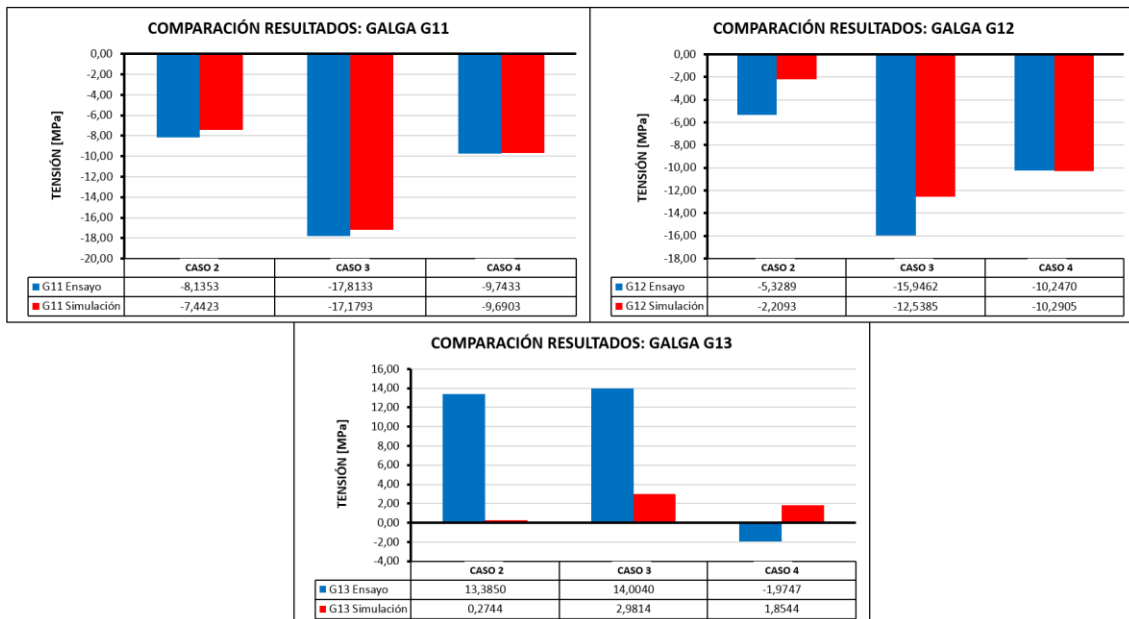 COMPARACIÓN RESULTADOS: GALGA G11
TENSIÓN [MPa]
0,00
-2,00
-4,00
-6,00
-8,00
-10,00
-12,00
-14,00
-16,00
-18,00
-20,00
CASO 2 CASO 3 CASO 4
G11 Ensayo -8,1353 -17,8133 -9,7433
G11 Simulación -7,4423 -17,1793 -9,6903
COMPARACIÓN RESULTADOS: GALGA G12
TENSIÓN [MPa]
0,00
-2,00
-4,00
-6,00
-8,00
-10,00
-12,00
-14,00
-16,00
-18,00
CASO 2 CASO 3 CASO 4
G12 Ensayo -5,3289 -15,9462 -10,2470
G12 Simulación -2,2093 -12,5385 -10,2905
COMPARACIÓN RESULTADOS: GALGA G13
TENSIÓN [MPa]
16,00
14,00
12,00
10,00
8,00
6,00
4,00
2,00
0,00
-2,00
-4,00
CASO 2 CASO 3 CASO 4
G13 Ensayo 13,3850 14,0040 -1,9747
G13 Simulación 0,2744 2,9814 1,8544